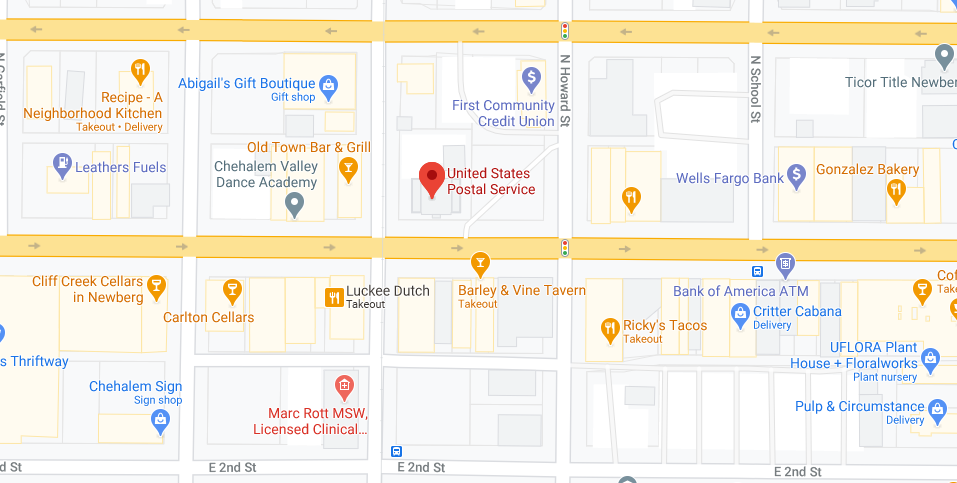 N Howard St
N School St
Ticor Title Newber
Recipe - A
Neighborhood Kitchen
Takeout • Delivery
Abigail's Gift Boutique
Gift shop
$
First Community
Credit Union
Old Town Bar & Grill
Leathers Fuels
Chehalem Valley
Dance Academy
United States
Postal Service
Wells Fargo Bank
$
Gonzalez Bakery
Cliff Creek Cellars
in Newberg
Carlton Cellars
Luckee Dutch
Takeout
Barley & Vine Tavern
Takeout
Bank of America ATM
Cof
Take
Ricky's Tacos
Takeout
Critter Cabana
Delivery
s Thriftway
UFLORA Plant
House + Floralworks
Plant nursery
Chehalem Sign
Sign shop
Marc Rott MSW,
Licensed Clinical...
Pulp & Circumstance
Delivery
d St
E 2nd St
E 2nd St
E 2nd St